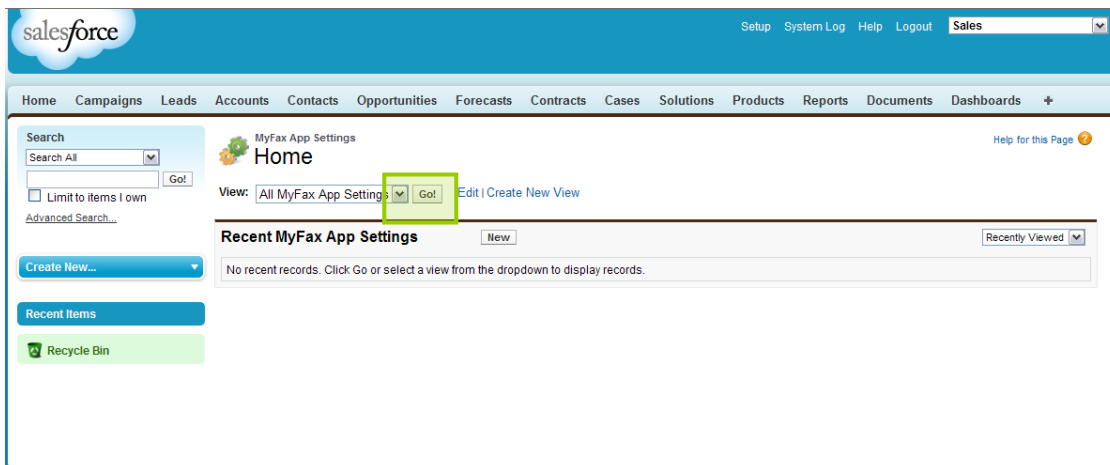 salesforce
Setup System Log Help Logout Sales
Home Campaigns Leads Accounts Contacts Opportunities Forecasts Contracts Cases Solutions Products Reports Documents Dashboards +
Search
Search All
Go!
Limit to items I own
Advanced Search...
Create New...
Recent Items
Recycle Bin
MyFax App Settings
Home
Help for this Page ?
View: All MyFax App Settings Go! Edit | Create New View
Recent MyFax App Settings New Recently Viewed
No recent records. Click Go or select a view from the dropdown to display records.